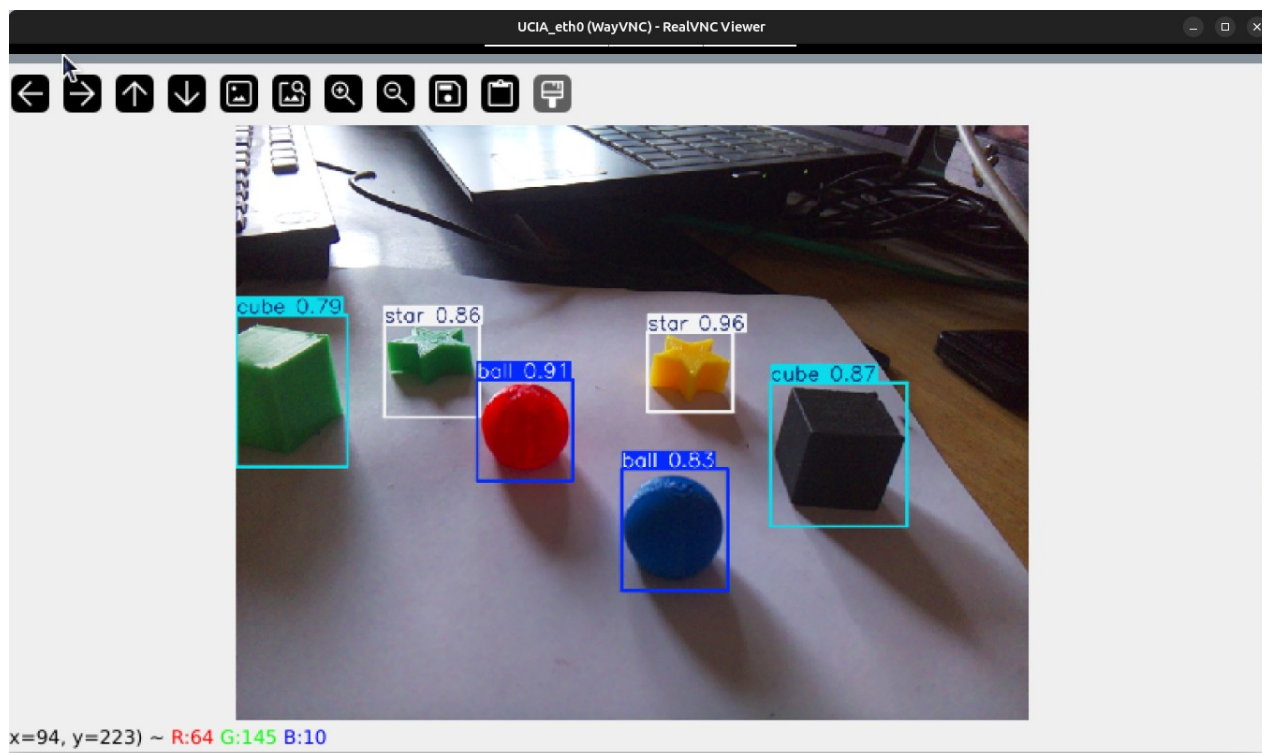 UCIA_eth0 (WayVNC) - RealVNC Viewer
cube 0.79
star 0.86
star 0.96
ball 0.91
cube 0.87
ball 0.83
x=94, y=223) ~ R:64 G:145 B:10